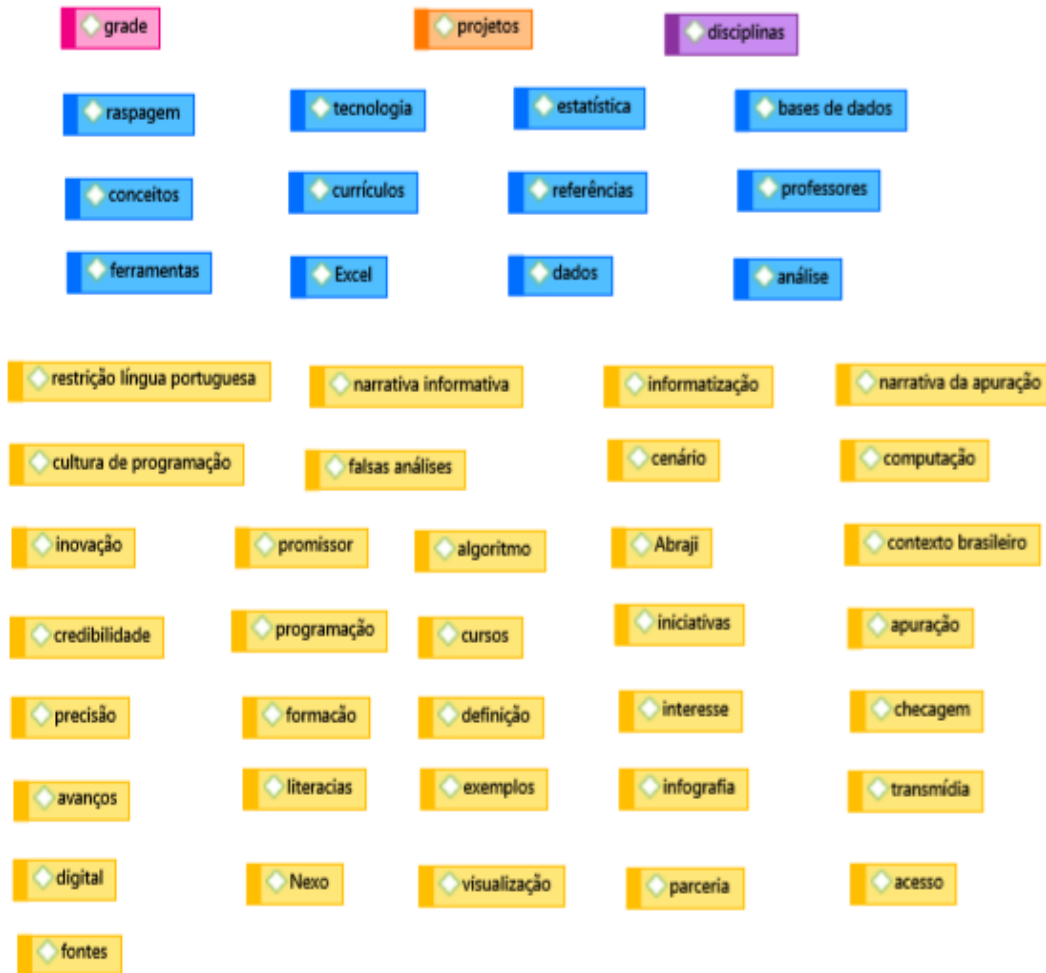 grade projetos disciplinas
raspagem tecnologia estatística bases de dados
conceitos currículos referências professores
ferramentas Excel dados análise
restrição língua portuguesa narrativa informativa informatização narrativa da apuração
cultura de programação falsas análises cenário computação
inovação promissor algoritmo Abraji contexto brasileiro
credibilidade programação cursos iniciativas apuração
precisão formacão definição interesse checagem
avanços literacias exemplos infografia transmídia
digital Nexo visualização parceria acesso
fontes